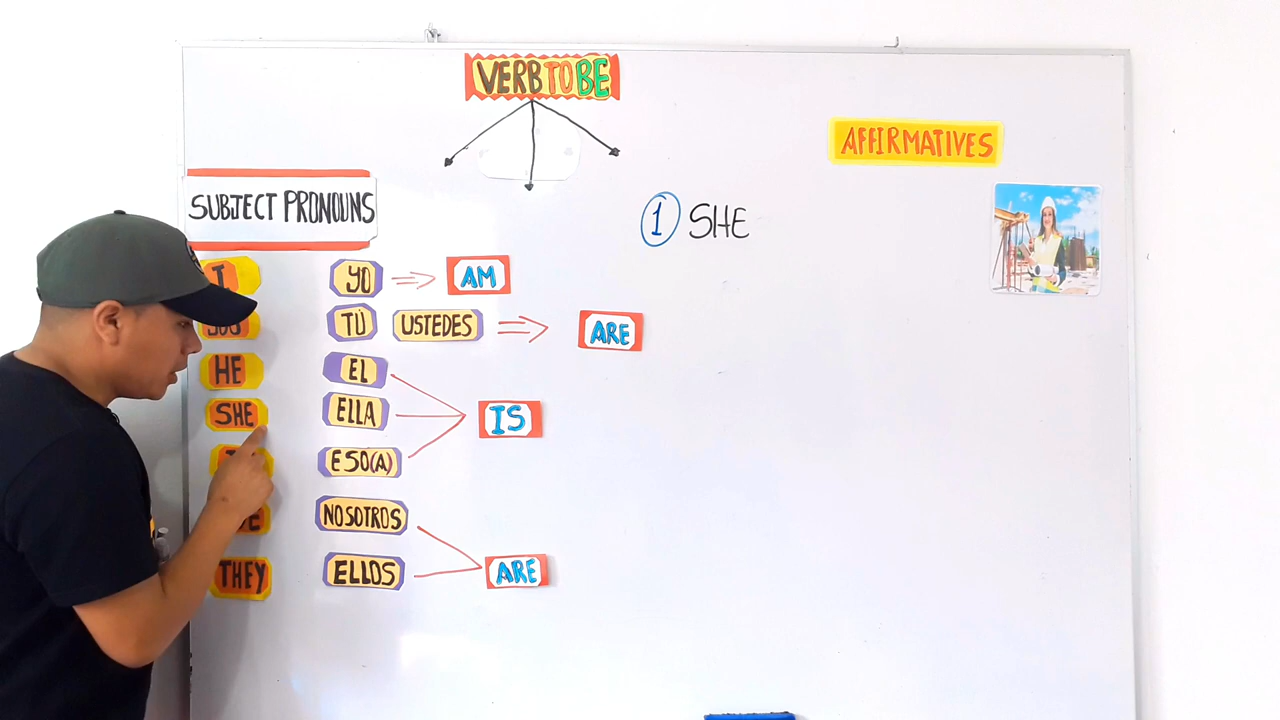 VERB TO BE
AFFIRMATIVES
SUBJECT PRONOUNS
1 SHE
I YO AM
TÚ USTEDES ARE
HE EL
SHE ELLA IS
ESO(A)
NOSOTROS
THEY ELLOS ARE